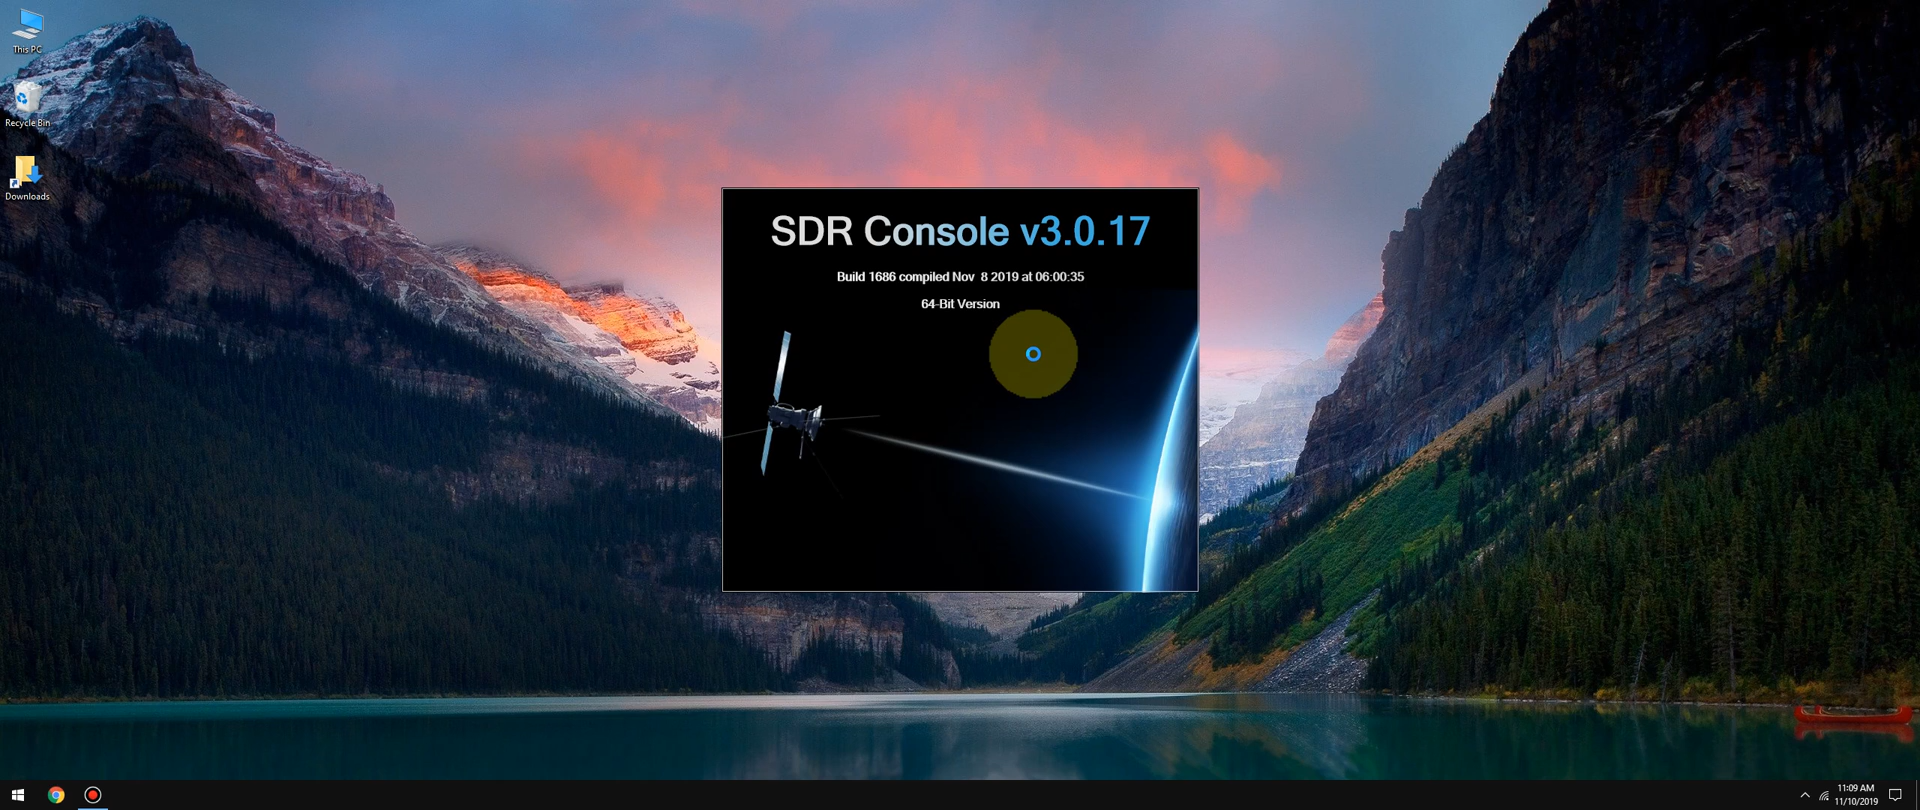 This PC
Recycle Bin
Downloads
SDR Console v3.0.17
Build 1686 compiled Nov  8 2019 at 06:00:35
64-Bit Version
11:09 AM
11/10/2019